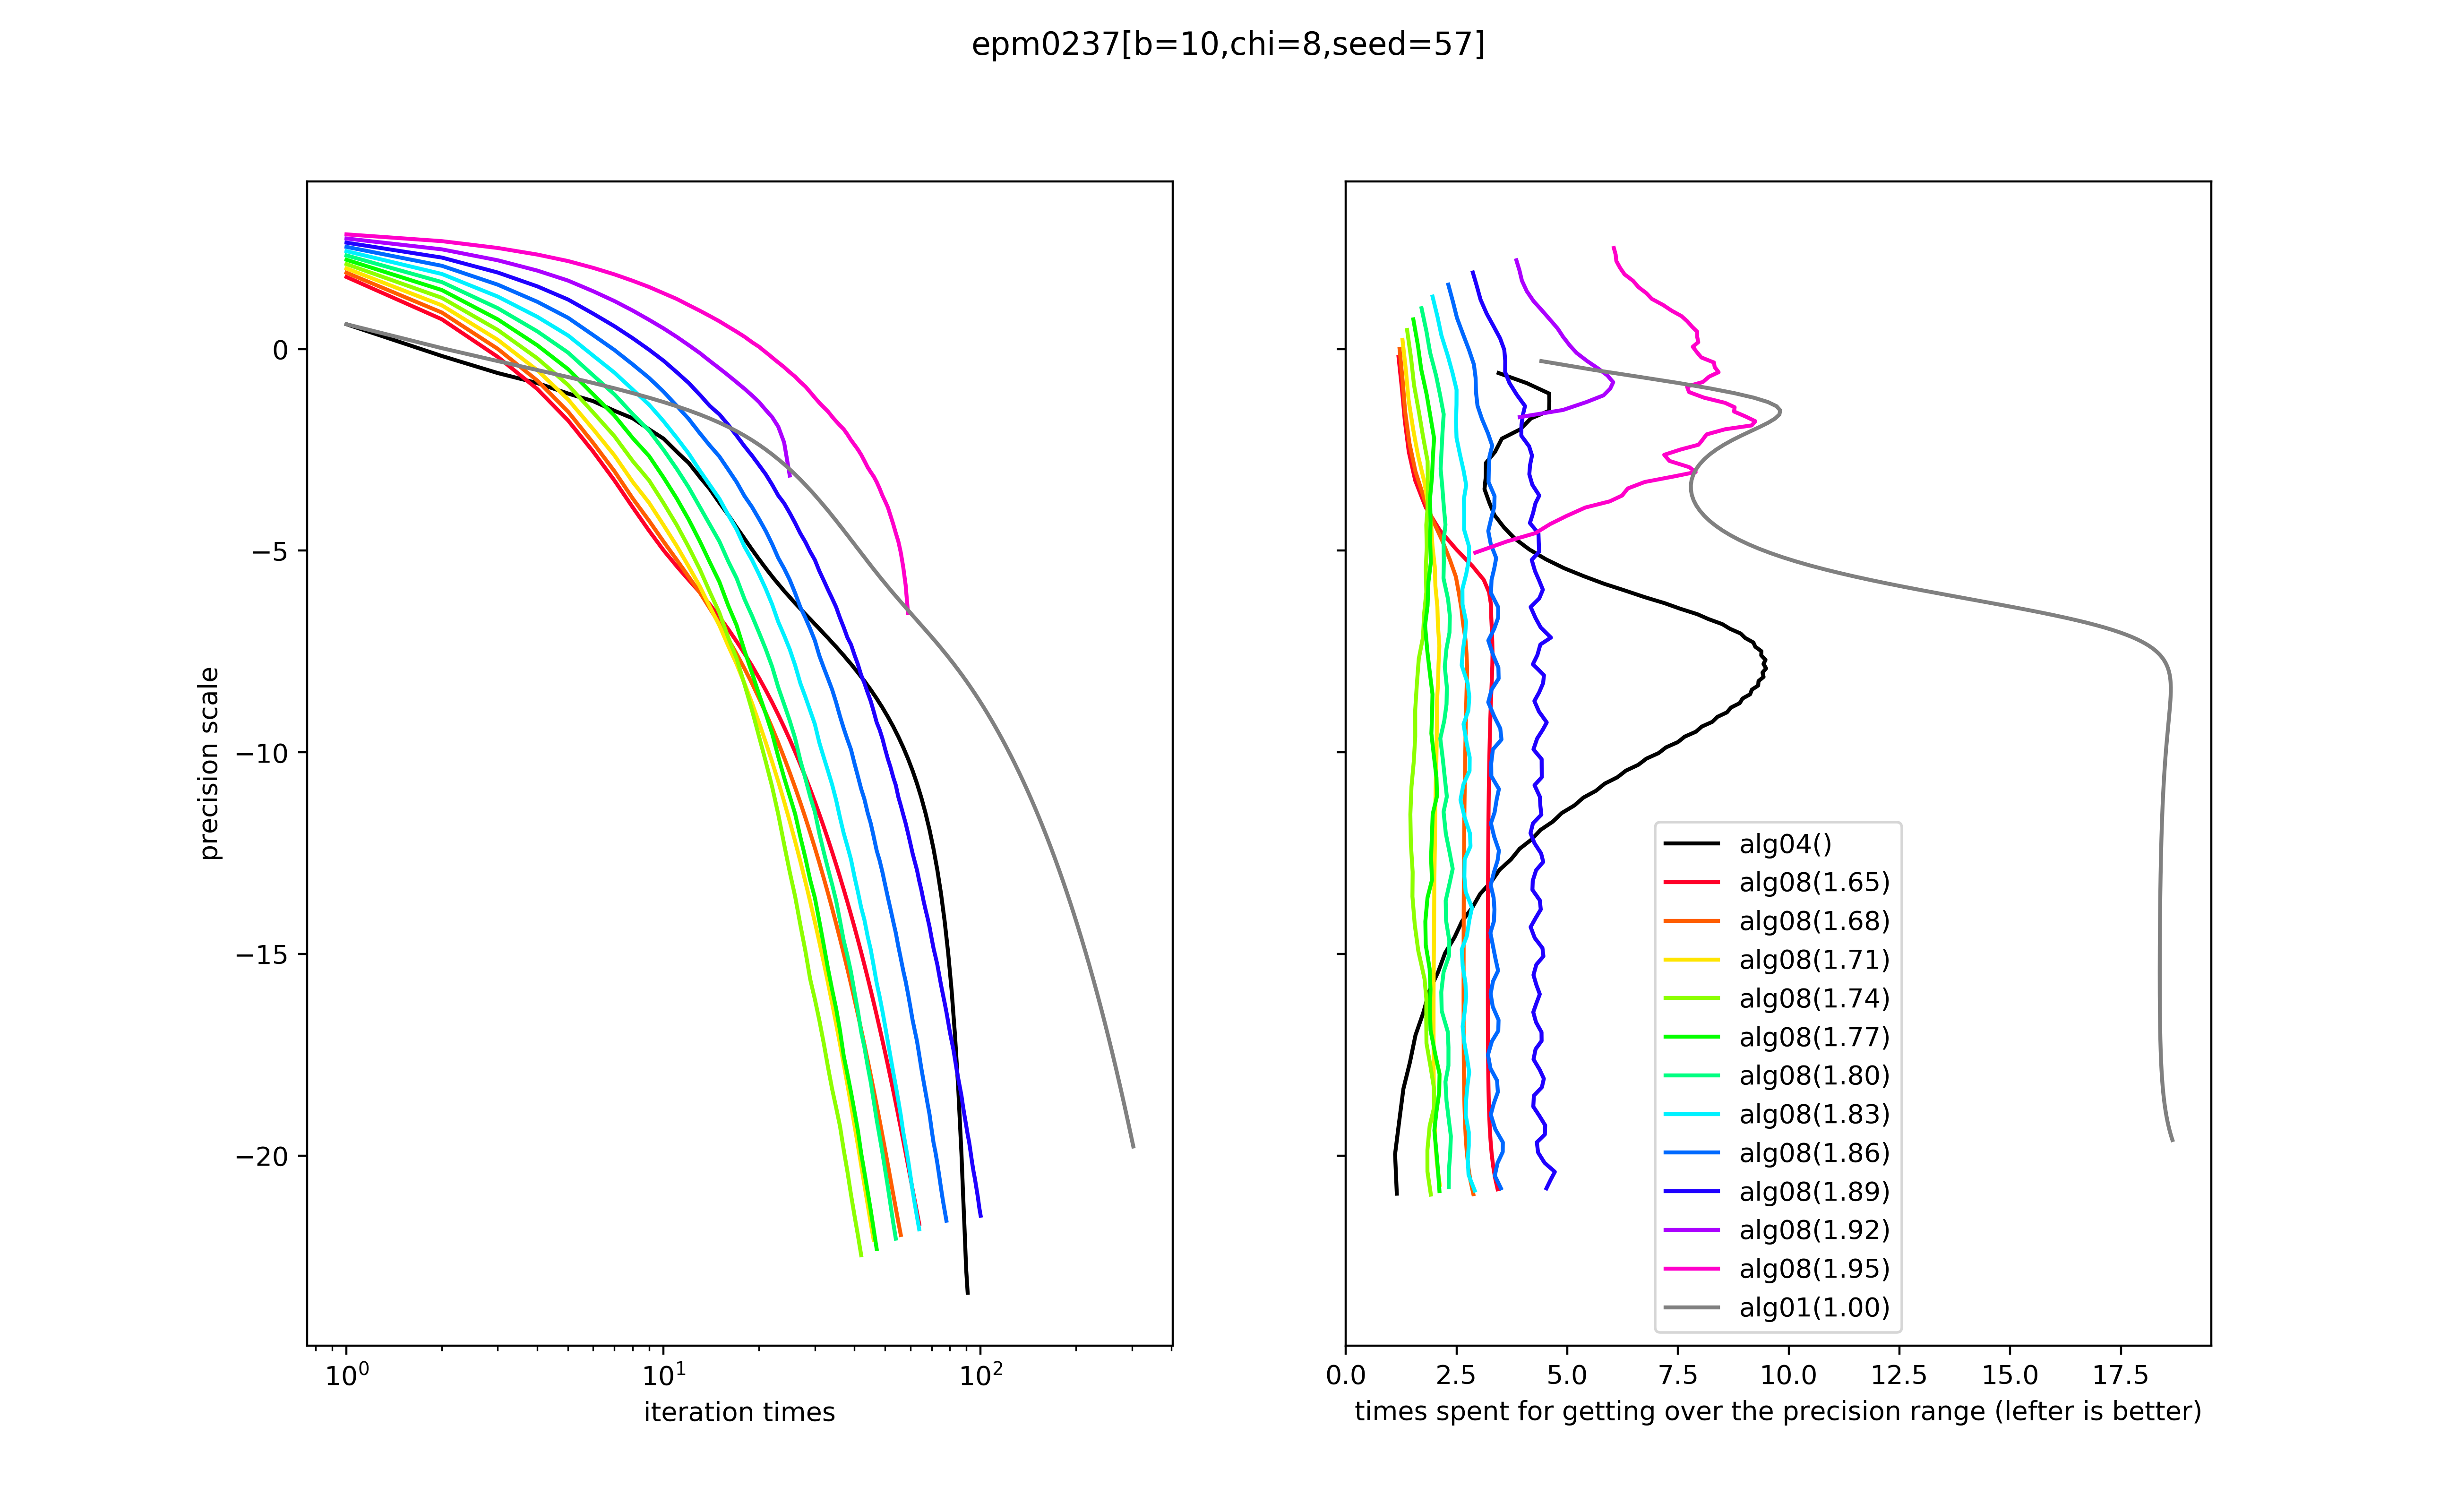 epm0237[b=10,chi=8,seed=57]
precision scale
0
−5
−10
−15
−20
10⁰
10¹
10²
iteration times
0.0
2.5
5.0
7.5
10.0
12.5
15.0
17.5
times spent for getting over the precision range (lefter is better)
alg04()
alg08(1.65)
alg08(1.68)
alg08(1.71)
alg08(1.74)
alg08(1.77)
alg08(1.80)
alg08(1.83)
alg08(1.86)
alg08(1.89)
alg08(1.92)
alg08(1.95)
alg01(1.00)